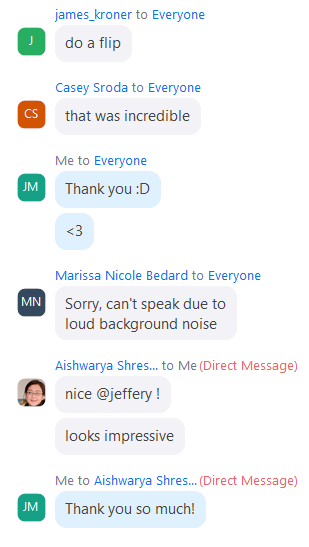 james_kroner to Everyone
J
do a flip
Casey Sroda to Everyone
CS
that was incredible
Me to Everyone
JM
Thank you :D
<3
Marissa Nicole Bedard to Everyone
MN
Sorry, can't speak due to
loud background noise
Aishwarya Shres... to Me (Direct Message)
nice @jeffery !
looks impressive
Me to Aishwarya Shres... (Direct Message)
JM
Thank you so much!